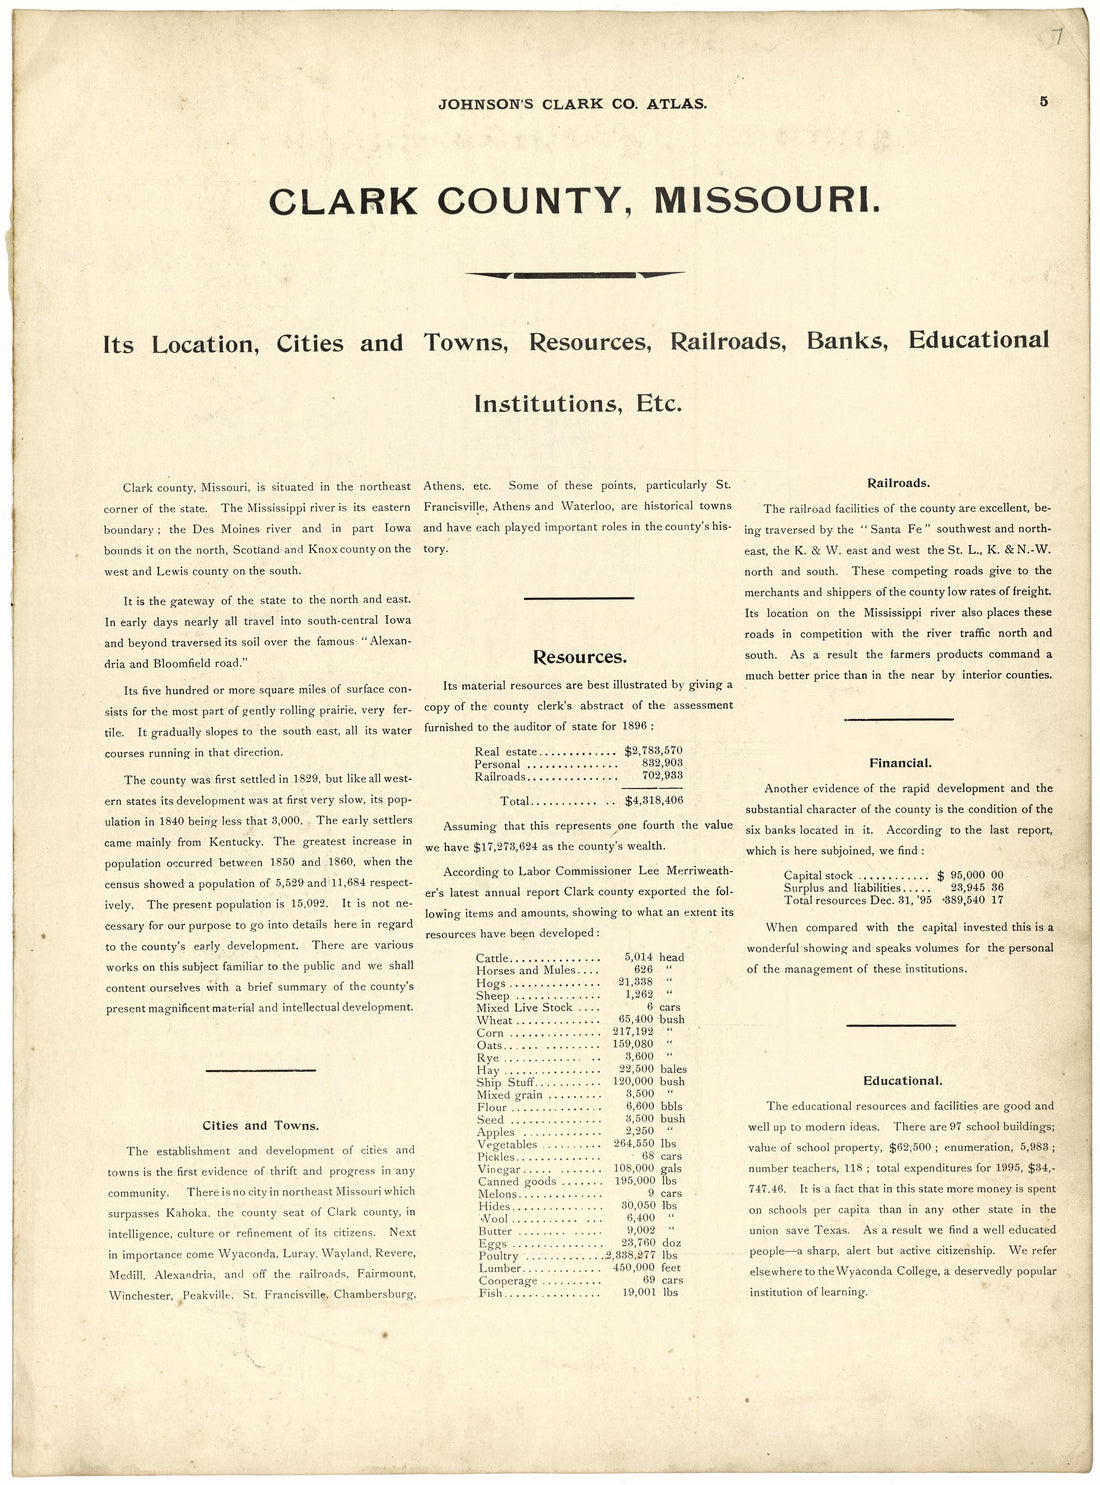 7
JOHNSON'S CLARK CO. ATLAS.
5
CLARK COUNTY, MISSOURI.
Its Location, Cities and Towns, Resources, Railroads, Banks, Educational
Institutions, Etc.
Clark county, Missouri, is situated in the northeast
corner of the state. The Mississippi river is its eastern
boundary; the Des Moines river and in part Iowa
bounds it on the north, Scotland and Knox county on the
west and Lewis county on the south.
It is the gateway of the state to the north and east.
In early days nearly all travel into south-central Iowa
and beyond traversed its soil over the famous "Alexan-
dria and Bloomfield road."
Its five hundred or more square miles of surface con-
sists for the most part of gently rolling prairie, very fer-
tile. It gradually slopes to the south east, all its water
courses running in that direction.
The county was first settled in 1829, but like all west-
ern states its development was at first very slow, its pop-
ulation in 1840 being less that 3,000. The early settlers
came mainly from Kentucky. The greatest increase in
population occurred between 1850 and 1860, when the
census showed a population of 5,529 and 11,684 respect-
ively. The present population is 15,092. It is not ne-
cessary for our purpose to go into details here in regard
to the county's early development. There are various
works on this subject familiar to the public and we shall
content ourselves with a brief summary of the county's
present magnificent material and intellectual development.
Cities and Towns.
The establishment and development of cities and
towns is the first evidence of thrift and progress in any
community. There is no city in northeast Missouri which
surpasses Kahoka, the county seat of Clark county, in
intelligence, culture or refinement of its citizens. Next
in importance come Wyaconda, Luray, Wayland, Revere,
Medill, Alexandria, and off the railroads, Fairmount,
Winchester, Peakville, St. Francisville, Chambersburg,
Athens, etc. Some of these points, particularly St.
Francisville, Athens and Waterloo, are historical towns
and have each played important roles in the county's his-
tory.
Resources.
Its material resources are best illustrated by giving a
copy of the county clerk's abstract of the assessment
furnished to the auditor of state for 1896:
Real estate............. $2,783,570
Personal ............... 832,903
Railroads............... 702,933
Total........... .. $4,318,406
Assuming that this represents one fourth the value
we have $17,273,624 as the county's wealth.
According to Labor Commissioner Lee Merriweath-
er's latest annual report Clark county exported the fol-
lowing items and amounts, showing to what an extent its
resources have been developed:
Cattle............... 5,014 head
Horses and Mules.... 626 "
Hogs ............... 21,338 "
Sheep .............. 1,262 "
Mixed Live Stock .... 6 cars
Wheat .............. 65,400 bush
Corn ............... 217,192 "
Oats... .......... 159,080 "
Rye ............ .. 3,600 "
Hay ................ 22,500 bales
Ship Stuff........... 120,000 bush
Mixed grain ......... 3,500 "
Flour ............... 6,600 bbls
Seed ............... 3,500 bush
Apples ............. 2,250 "
Vegetables .......... 264,550 lbs
Pickles.............. 68 cars
Vinegar..... ....... 108,000 gals
Canned goods ....... 195,000 lbs
Melons.............. 9 cars
Hides............... 30,050 lbs
Wool ........... ... 6,400 "
Butter ........ ..... 9,002 "
Eggs ............... 23,760 doz
Poultry .............2,338,277 lbs
Lumber............. 450,000 feet
Cooperage .......... 69 cars
Fish................ 19,001 lbs
Railroads.
The railroad facilities of the county are excellent, be-
ing traversed by the "Santa Fe" southwest and north-
east, the K. & W. east and west the St. L., K. & N.-W.
north and south. These competing roads give to the
merchants and shippers of the county low rates of freight.
Its location on the Mississippi river also places these
roads in competition with the river traffic north and
south. As a result the farmers products command a
much better price than in the near by interior counties.
Financial.
Another evidence of the rapid development and the
substantial character of the county is the condition of the
six banks located in it. According to the last report,
which is here subjoined, we find:
Capital stock ............ $ 95,000 00
Surplus and liabilities..... 23,945 36
Total resources Dec. 31, '95 389,540 17
When compared with the capital invested this is a
wonderful showing and speaks volumes for the personal
of the management of these institutions.
Educational.
The educational resources and facilities are good and
well up to modern ideas. There are 97 school buildings;
value of school property, $62,500; enumeration, 5,983;
number teachers, 118; total expenditures for 1995, $34,-
747.46. It is a fact that in this state more money is spent
on schools per capita than in any other state in the
union save Texas. As a result we find a well educated
people—a sharp, alert but active citizenship. We refer
elsewhere to the Wyaconda College, a deservedly popular
institution of learning.